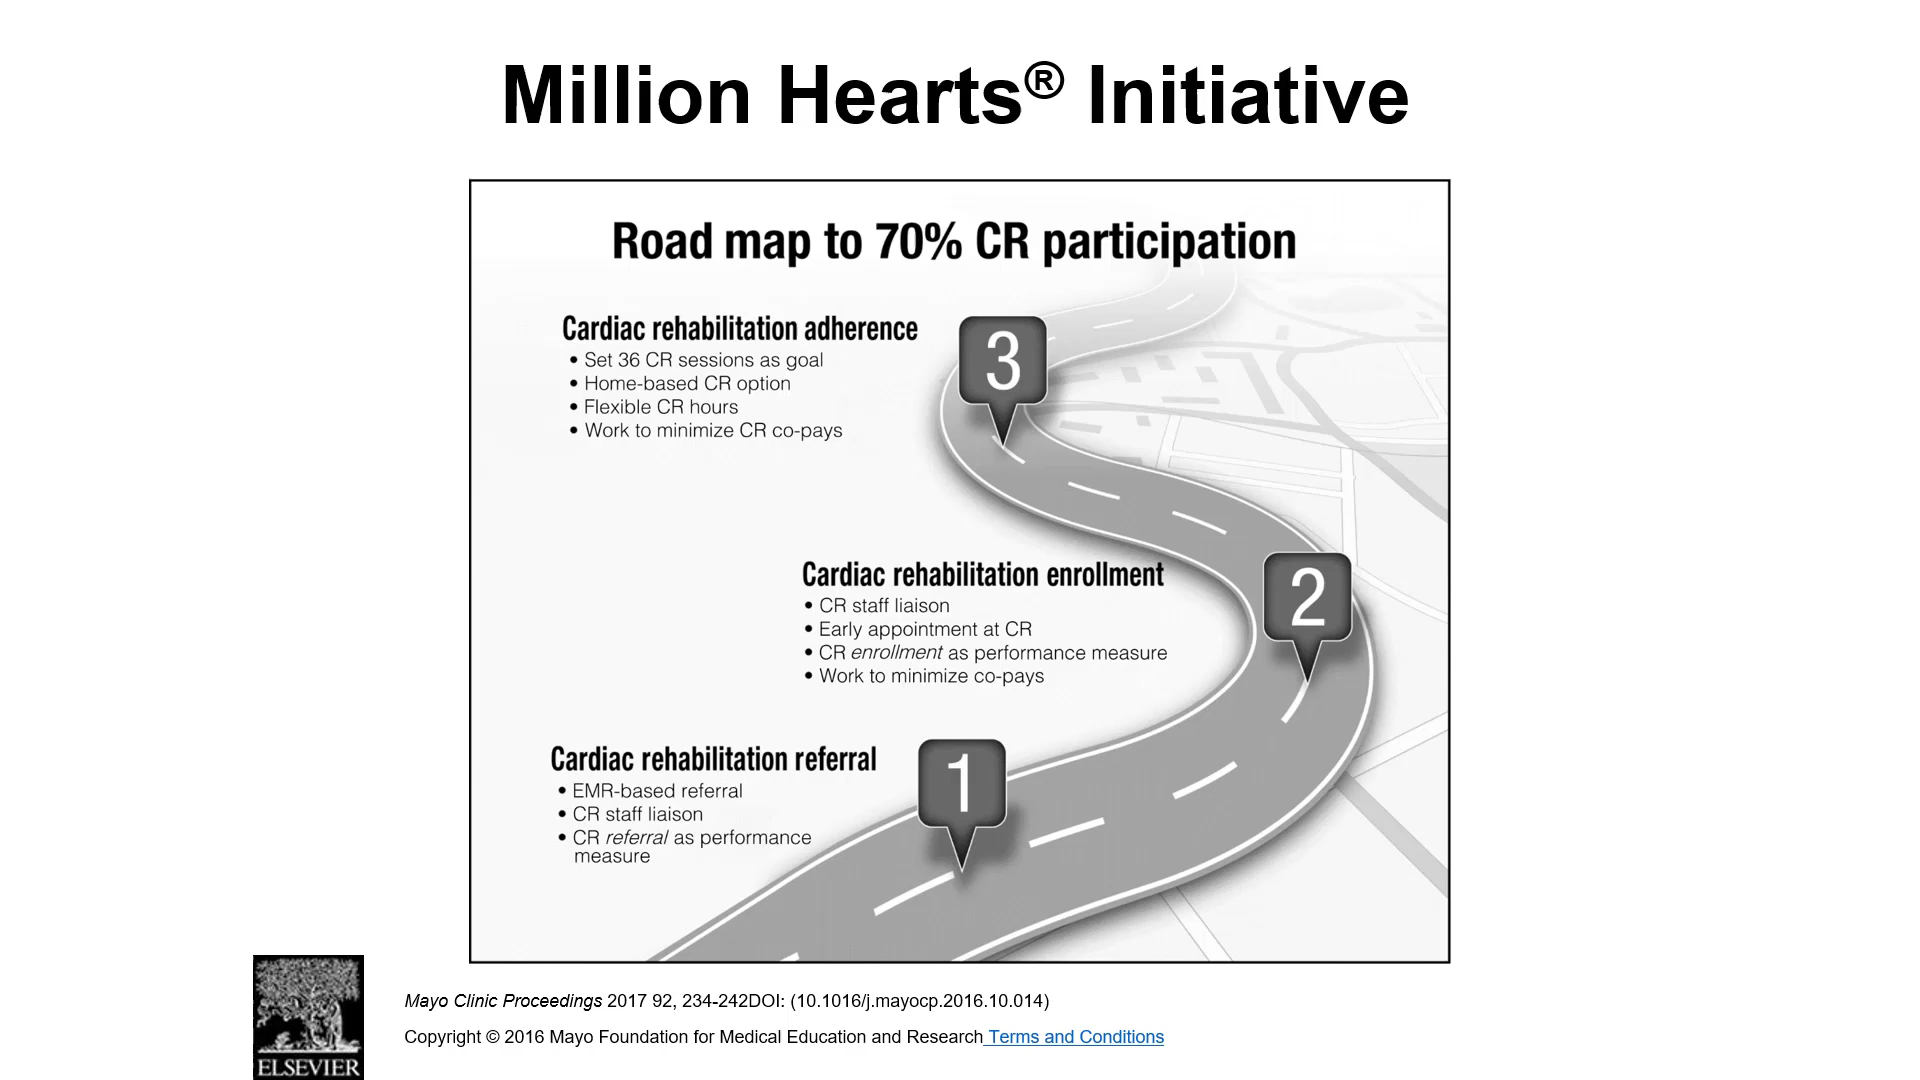 Million Hearts® Initiative
Road map to 70% CR participation
Cardiac rehabilitation adherence
• Set 36 CR sessions as goal
• Home-based CR option
• Flexible CR hours
• Work to minimize CR co-pays
3
Cardiac rehabilitation enrollment
• CR staff liaison
• Early appointment at CR
• CR enrollment as performance measure
• Work to minimize co-pays
2
Cardiac rehabilitation referral
• EMR-based referral
• CR staff liaison
• CR referral as performance
measure
1
Mayo Clinic Proceedings 2017 92, 234-242DOI: (10.1016/j.mayocp.2016.10.014)
Copyright © 2016 Mayo Foundation for Medical Education and Research Terms and Conditions
ELSEVIER